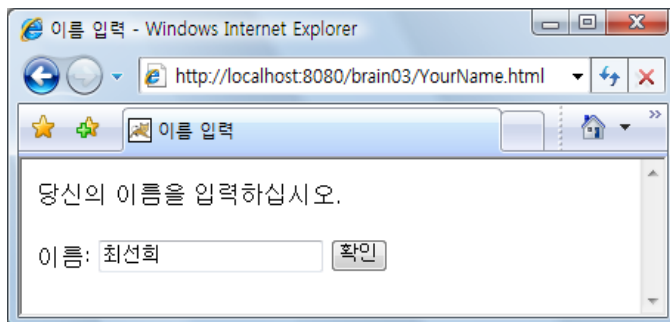 이름 입력 - Windows Internet Explorer
http://localhost:8080/brain03/YourName.html
이름 입력
당신의 이름을 입력하십시오.
이름: 최선희 확인